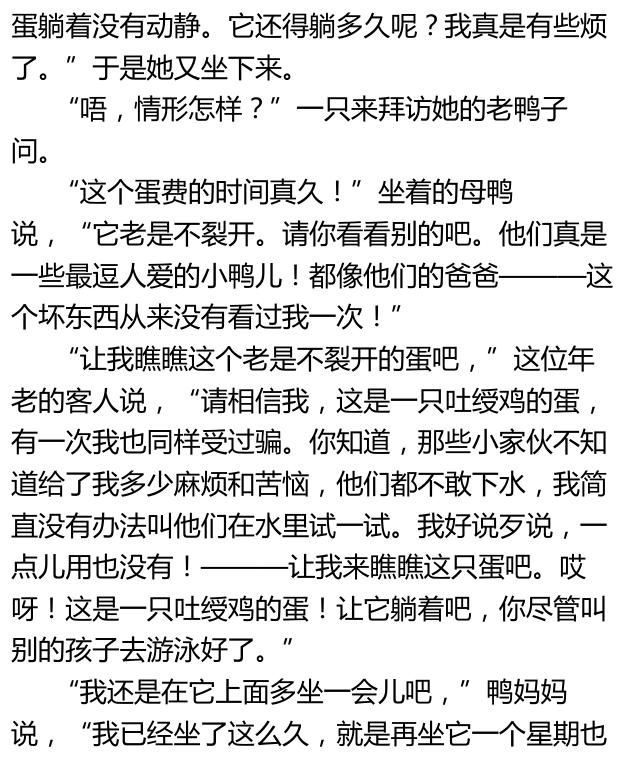 蛋躺着没有动静。它还得躺多久呢？我真是有些烦
了。”于是她又坐下来。
“唔，情形怎样？”一只来拜访她的老鸭子
问。
“这个蛋费的时间真久！”坐着的母鸭
说，“它老是不裂开。请你看看别的吧。他们真是
一些最逗人爱的小鸭儿！都像他们的爸爸———这
个坏东西从来没有看过我一次！”
“让我瞧瞧这个老是不裂开的蛋吧，”这位年
老的客人说，“请相信我，这是一只吐绶鸡的蛋，
有一次我也同样受过骗。你知道，那些小家伙不知
道给了我多少麻烦和苦恼，他们都不敢下水，我简
直没有办法叫他们在水里试一试。我好说歹说，一
点儿用也没有！———让我来瞧瞧这只蛋吧。哎
呀！这是一只吐绶鸡的蛋！让它躺着吧，你尽管叫
别的孩子去游泳好了。”
“我还是在它上面多坐一会儿吧，”鸭妈妈
说，“我已经坐了这么久，就是再坐它一个星期也